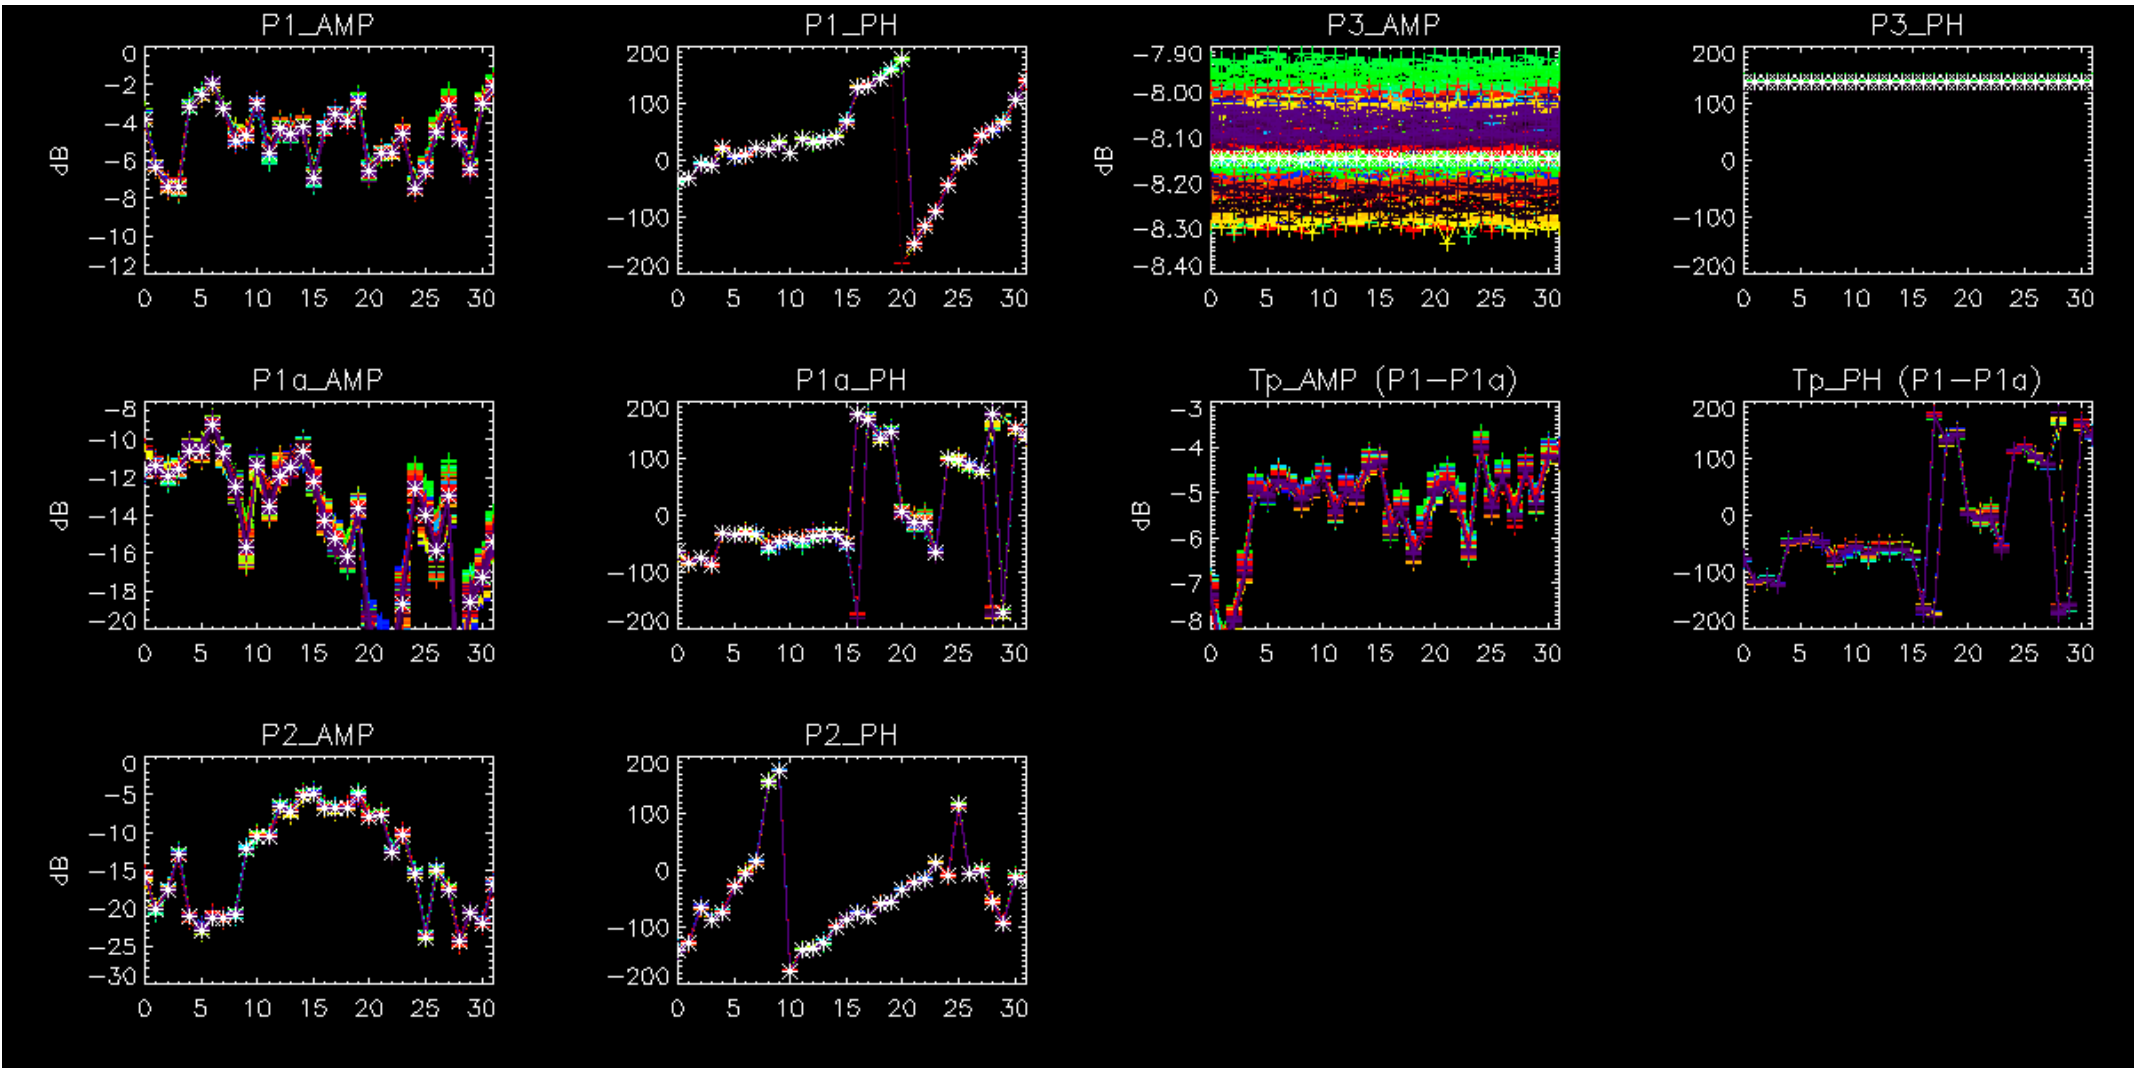 P1_AMP
P1_PH
P3_AMP
P3_PH
0
−2
−4
−6
−8
−10
−12
dB
0 5 10 15 20 25 30
200
100
0
−100
−200
0 5 10 15 20 25 30
−7.90
−8.00
−8.10
−8.20
−8.30
−8.40
dB
0 5 10 15 20 25 30
200
100
0
−100
−200
0 5 10 15 20 25 30
P1a_AMP
P1a_PH
Tp_AMP (P1−P1a)
Tp_PH (P1−P1a)
−8
−10
−12
−14
−16
−18
−20
dB
0 5 10 15 20 25 30
200
100
0
−100
−200
0 5 10 15 20 25 30
−3
−4
−5
−6
−7
−8
dB
0 5 10 15 20 25 30
200
100
0
−100
−200
0 5 10 15 20 25 30
P2_AMP
P2_PH
0
−5
−10
−15
−20
−25
−30
dB
0 5 10 15 20 25 30
200
100
0
−100
−200
0 5 10 15 20 25 30